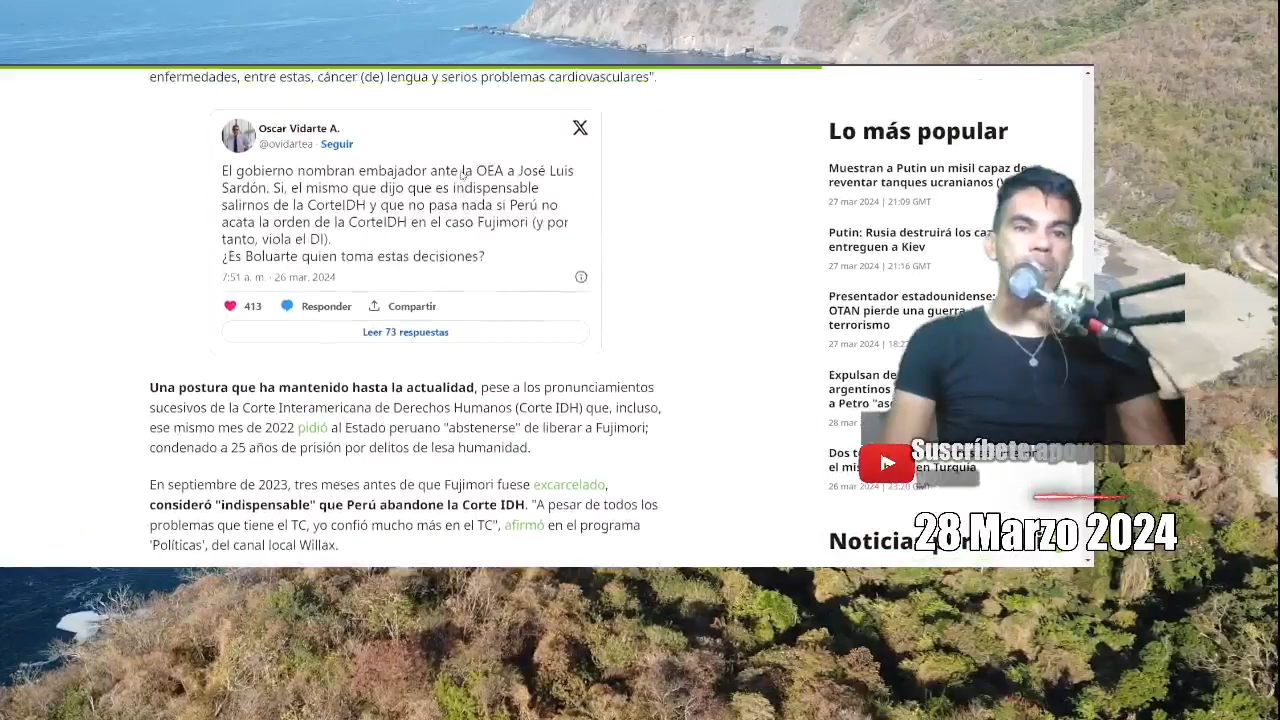 enfermedades, entre estas, cáncer (de) lengua y serios problemas cardiovasculares".
Oscar Vidarte A.
@ovidartea · Seguir
El gobierno nombran embajador ante la OEA a José Luis
Sardón. Si, el mismo que dijo que es indispensable
salirnos de la CorteIDH y que no pasa nada si Perú no
acata la orden de la CorteIDH en el caso Fujimori (y por
tanto, viola el DI).
¿Es Boluarte quien toma estas decisiones?
7:51 a. m. · 26 mar. 2024
413 Responder Compartir
Leer 73 respuestas
Una postura que ha mantenido hasta la actualidad, pese a los pronunciamientos
sucesivos de la Corte Interamericana de Derechos Humanos (Corte IDH) que, incluso,
ese mismo mes de 2022 pidió al Estado peruano "abstenerse" de liberar a Fujimori;
condenado a 25 años de prisión por delitos de lesa humanidad.
En septiembre de 2023, tres meses antes de que Fujimori fuese excarcelado,
consideró "indispensable" que Perú abandone la Corte IDH. "A pesar de todos los
problemas que tiene el TC, yo confió mucho más en el TC", afirmó en el programa
'Políticas', del canal local Willax.
Lo más popular
Muestran a Putin un misil capaz de
reventar tanques ucranianos
27 mar 2024 | 21:09 GMT
Putin: Rusia destruirá los
entreguen a Kiev
27 mar 2024 | 21:16 GMT
Presentador estadounidense:
OTAN pierde una guerra
terrorismo
27 mar 2024 |
Expulsan de
argentinos
a Petro
28 mar
Dos
el en Turquía
26 mar 2024 | 23:20 GMT
Suscríbete
28 Marzo 2024